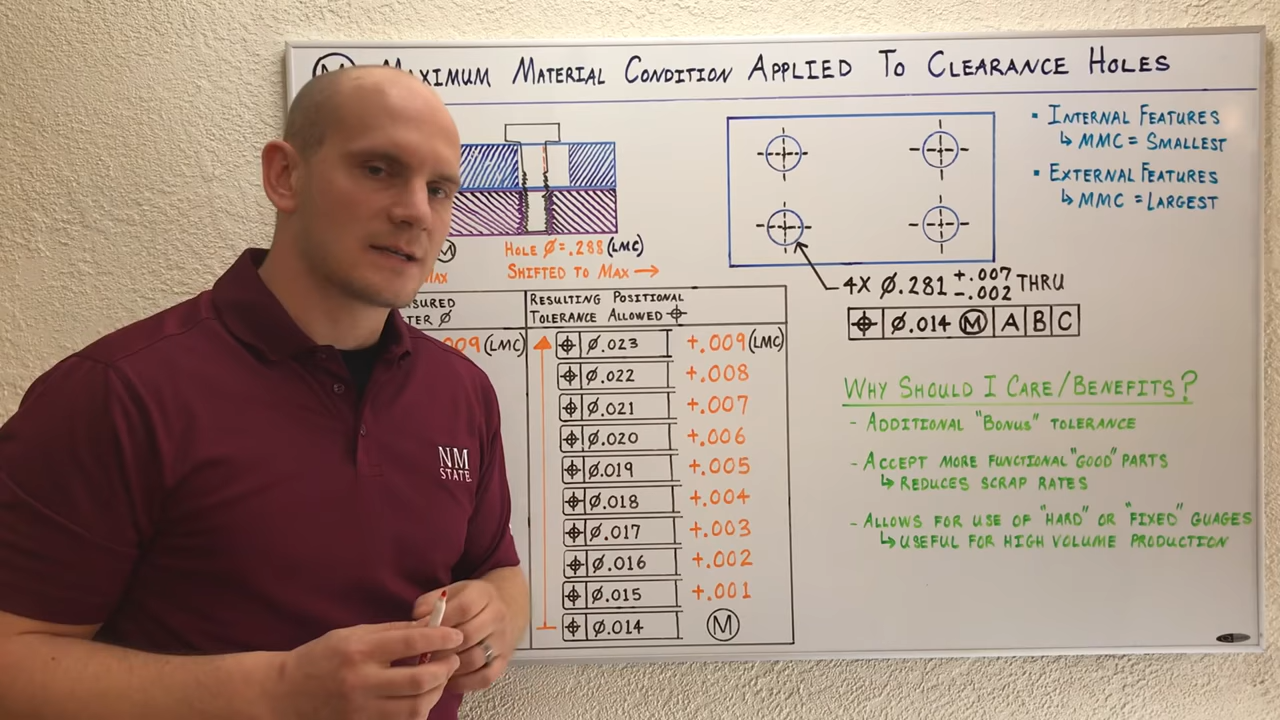 Ⓜ MAXIMUM MATERIAL CONDITION APPLIED TO CLEARANCE HOLES
Ⓜ
HOLE Ø=.288 (LMC)
SHIFTED TO MAX →
4X Ø.281 +.007 -.002 THRU
⌖ Ø.014 Ⓜ A B C
▪ INTERNAL FEATURES
↳ MMC = SMALLEST
▪ EXTERNAL FEATURES
↳ MMC = LARGEST
RESULTING POSITIONAL
TOLERANCE ALLOWED ⌖
009 (LMC)
⌖ Ø.023 +.009 (LMC)
⌖ Ø.022 +.008
⌖ Ø.021 +.007
⌖ Ø.020 +.006
⌖ Ø.019 +.005
⌖ Ø.018 +.004
⌖ Ø.017 +.003
⌖ Ø.016 +.002
⌖ Ø.015 +.001
⌖ Ø.014 Ⓜ
WHY SHOULD I CARE/BENEFITS?
- ADDITIONAL "BONUS" TOLERANCE
- ACCEPT MORE FUNCTIONAL "GOOD" PARTS
↳ REDUCES SCRAP RATES
- ALLOWS FOR USE OF "HARD" OR "FIXED" GUAGES
↳ USEFUL FOR HIGH VOLUME PRODUCTION
NM
STATE